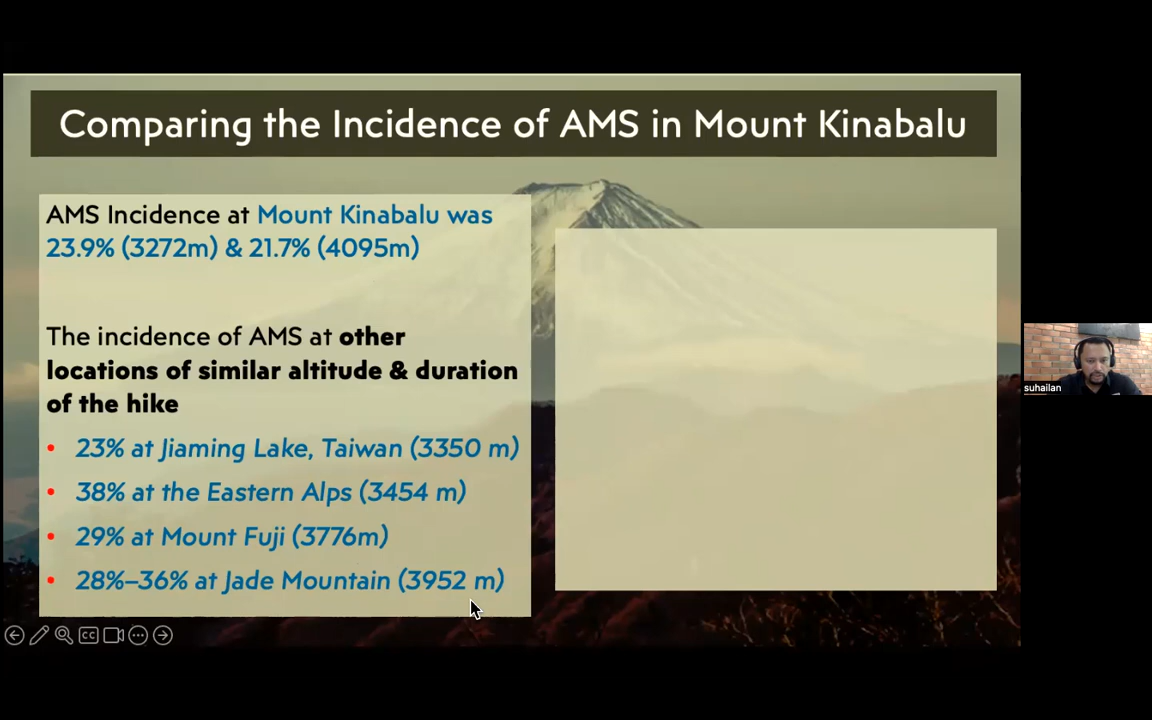 Comparing the Incidence of AMS in Mount Kinabalu
AMS Incidence at Mount Kinabalu was
23.9% (3272m) & 21.7% (4095m)
The incidence of AMS at other
locations of similar altitude & duration
of the hike
• 23% at Jiaming Lake, Taiwan (3350 m)
• 38% at the Eastern Alps (3454 m)
• 29% at Mount Fuji (3776m)
• 28%–36% at Jade Mountain (3952 m)
suhailan
CC